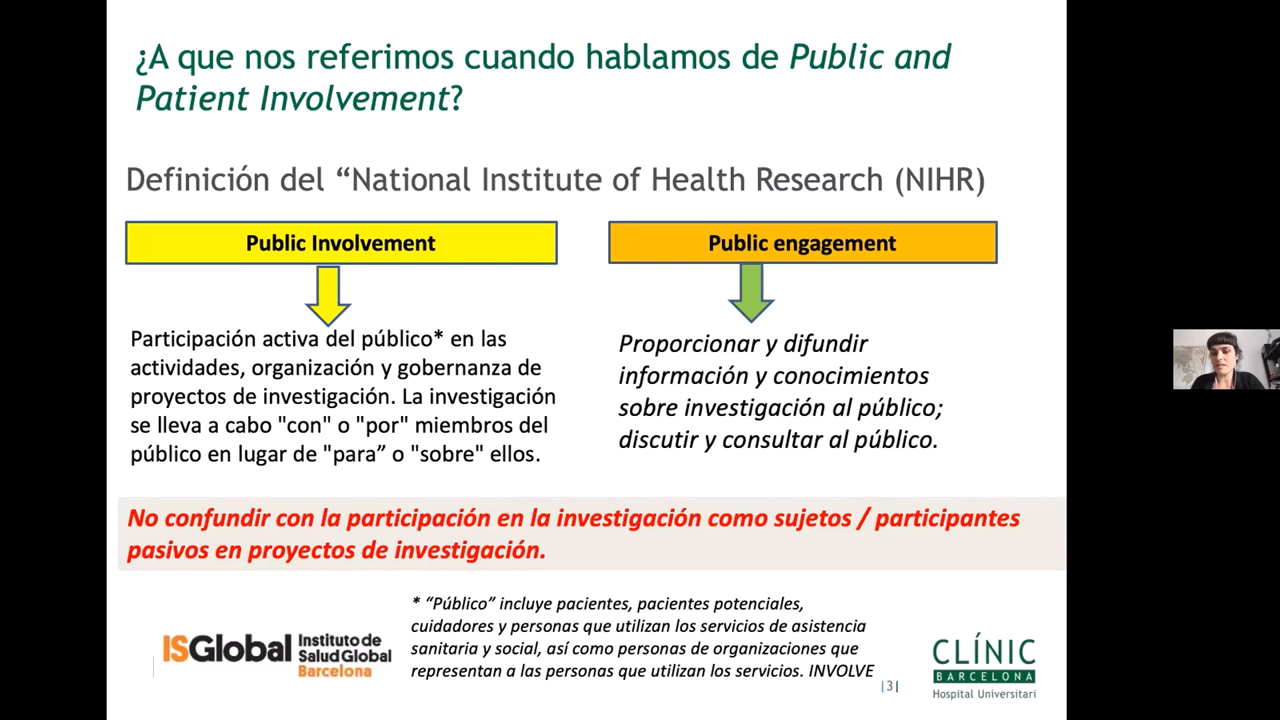 ¿A que nos referimos cuando hablamos de Public and
Patient Involvement?
Definición del “National Institute of Health Research (NIHR)
Public Involvement
Public engagement
Participación activa del público* en las
actividades, organización y gobernanza de
proyectos de investigación. La investigación
se lleva a cabo "con" o "por" miembros del
público en lugar de "para” o "sobre" ellos.
Proporcionar y difundir
información y conocimientos
sobre investigación al público;
discutir y consultar al público.
No confundir con la participación en la investigación como sujetos / participantes
pasivos en proyectos de investigación.
* “Público” incluye pacientes, pacientes potenciales,
cuidadores y personas que utilizan los servicios de asistencia
sanitaria y social, así como personas de organizaciones que
representan a las personas que utilizan los servicios. INVOLVE
ISGlobal Instituto de
Salud Global
Barcelona
|3|
CLÍNIC
BARCELONA
Hospital Universitari